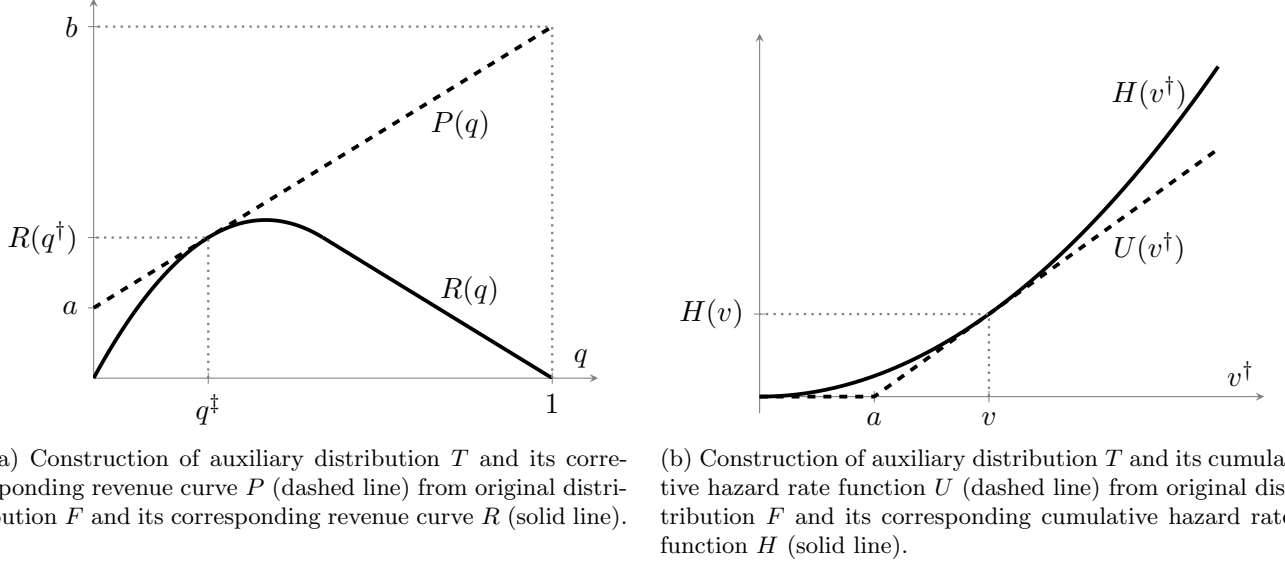 b
P(q)
R(q†)
a
R(q)
q
q‡
1
H(v†)
U(v†)
H(v)
v†
a
v
a) Construction of auxiliary distribution T and its corre-
ponding revenue curve P (dashed line) from original distri-
bution F and its corresponding revenue curve R (solid line).
(b) Construction of auxiliary distribution T and its cumula-
tive hazard rate function U (dashed line) from original dis-
tribution F and its corresponding cumulative hazard rate
function H (solid line).